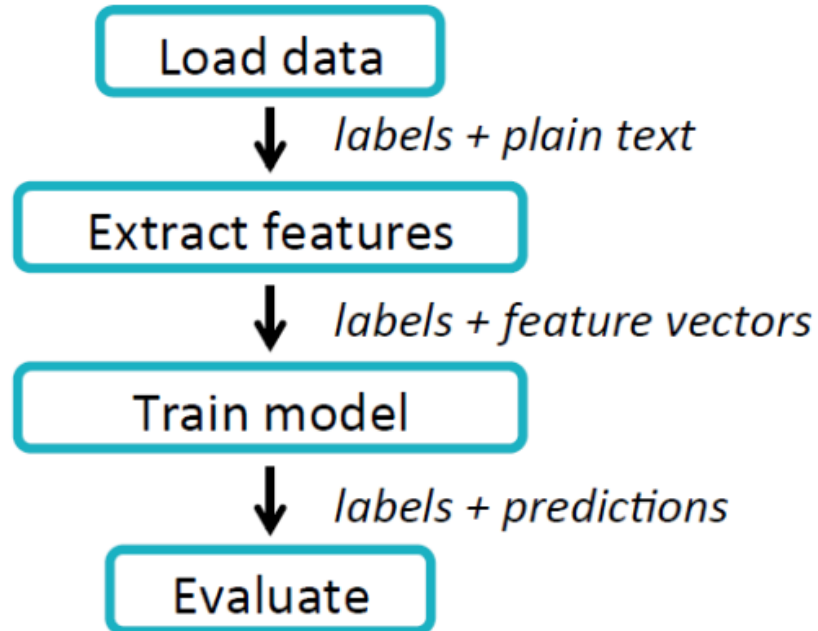 Load data
labels + plain text
Extract features
labels + feature vectors
Train model
labels + predictions
Evaluate